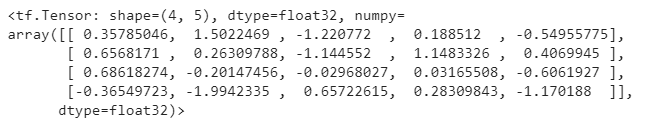 <tf.Tensor: shape=(4, 5), dtype=float32, numpy=
array([[ 0.35785046,  1.5022469 , -1.220772  ,  0.188512  , -0.54955775],
       [ 0.6568171 ,  0.26309788, -1.144552  ,  1.1483326 ,  0.4069945 ],
       [ 0.68618274, -0.20147456, -0.02968027,  0.03165508, -0.6061927 ],
       [-0.36549723, -1.9942335 ,  0.65722615,  0.28309843, -1.170188  ]],
      dtype=float32)>